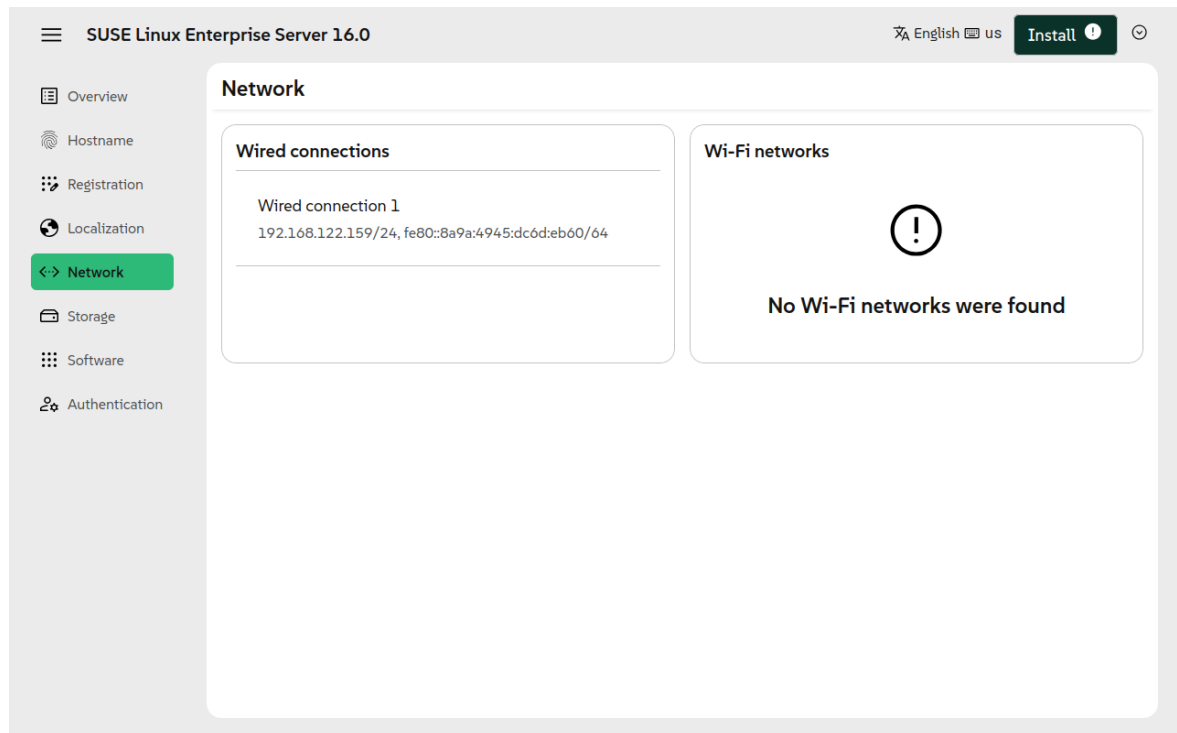 SUSE Linux Enterprise Server 16.0
English us
Install
Overview
Hostname
Registration
Localization
Network
Storage
Software
Authentication
Network
Wired connections
Wired connection 1
192.168.122.159/24, fe80::8a9a:4945:dc6d:eb60/64
Wi-Fi networks
No Wi-Fi networks were found